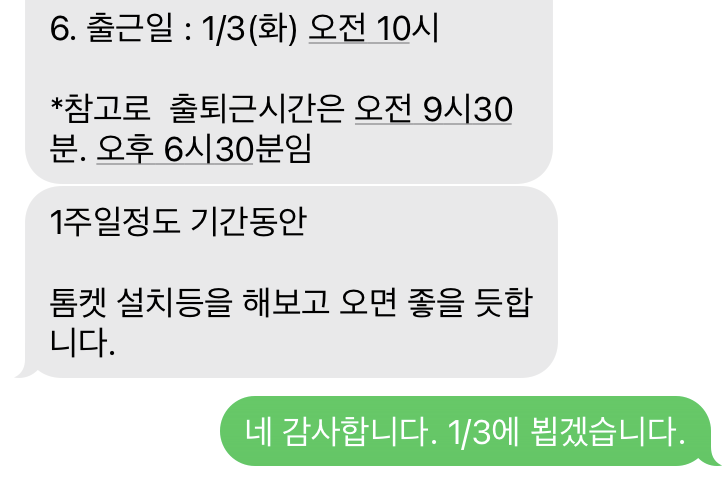 6. 출근일 : 1/3(화) 오전 10시
*참고로  출퇴근시간은 오전 9시30
분. 오후 6시30분임
1주일정도 기간동안
톰켓 설치등을 해보고 오면 좋을 듯합
니다.
네 감사합니다. 1/3에 뵙겠습니다.